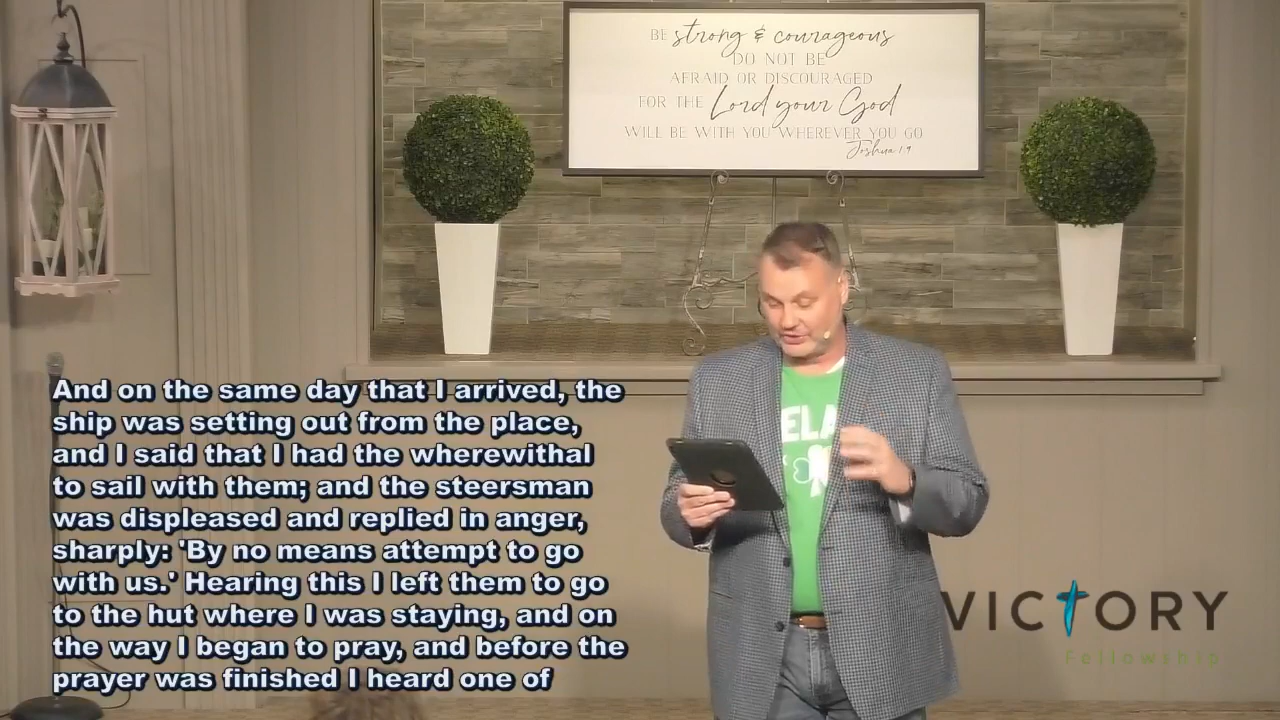 BE strong & courageous
DO NOT BE
AFRAID OR DISCOURAGED
FOR THE Lord your God
WILL BE WITH YOU WHEREVER YOU GO
Joshua 1:9
And on the same day that I arrived, the
ship was setting out from the place,
and I said that I had the wherewithal
to sail with them; and the steersman
was displeased and replied in anger,
sharply: 'By no means attempt to go
with us.' Hearing this I left them to go
to the hut where I was staying, and on
the way I began to pray, and before the
prayer was finished I heard one of
ELA
VICTORY
Fellowship